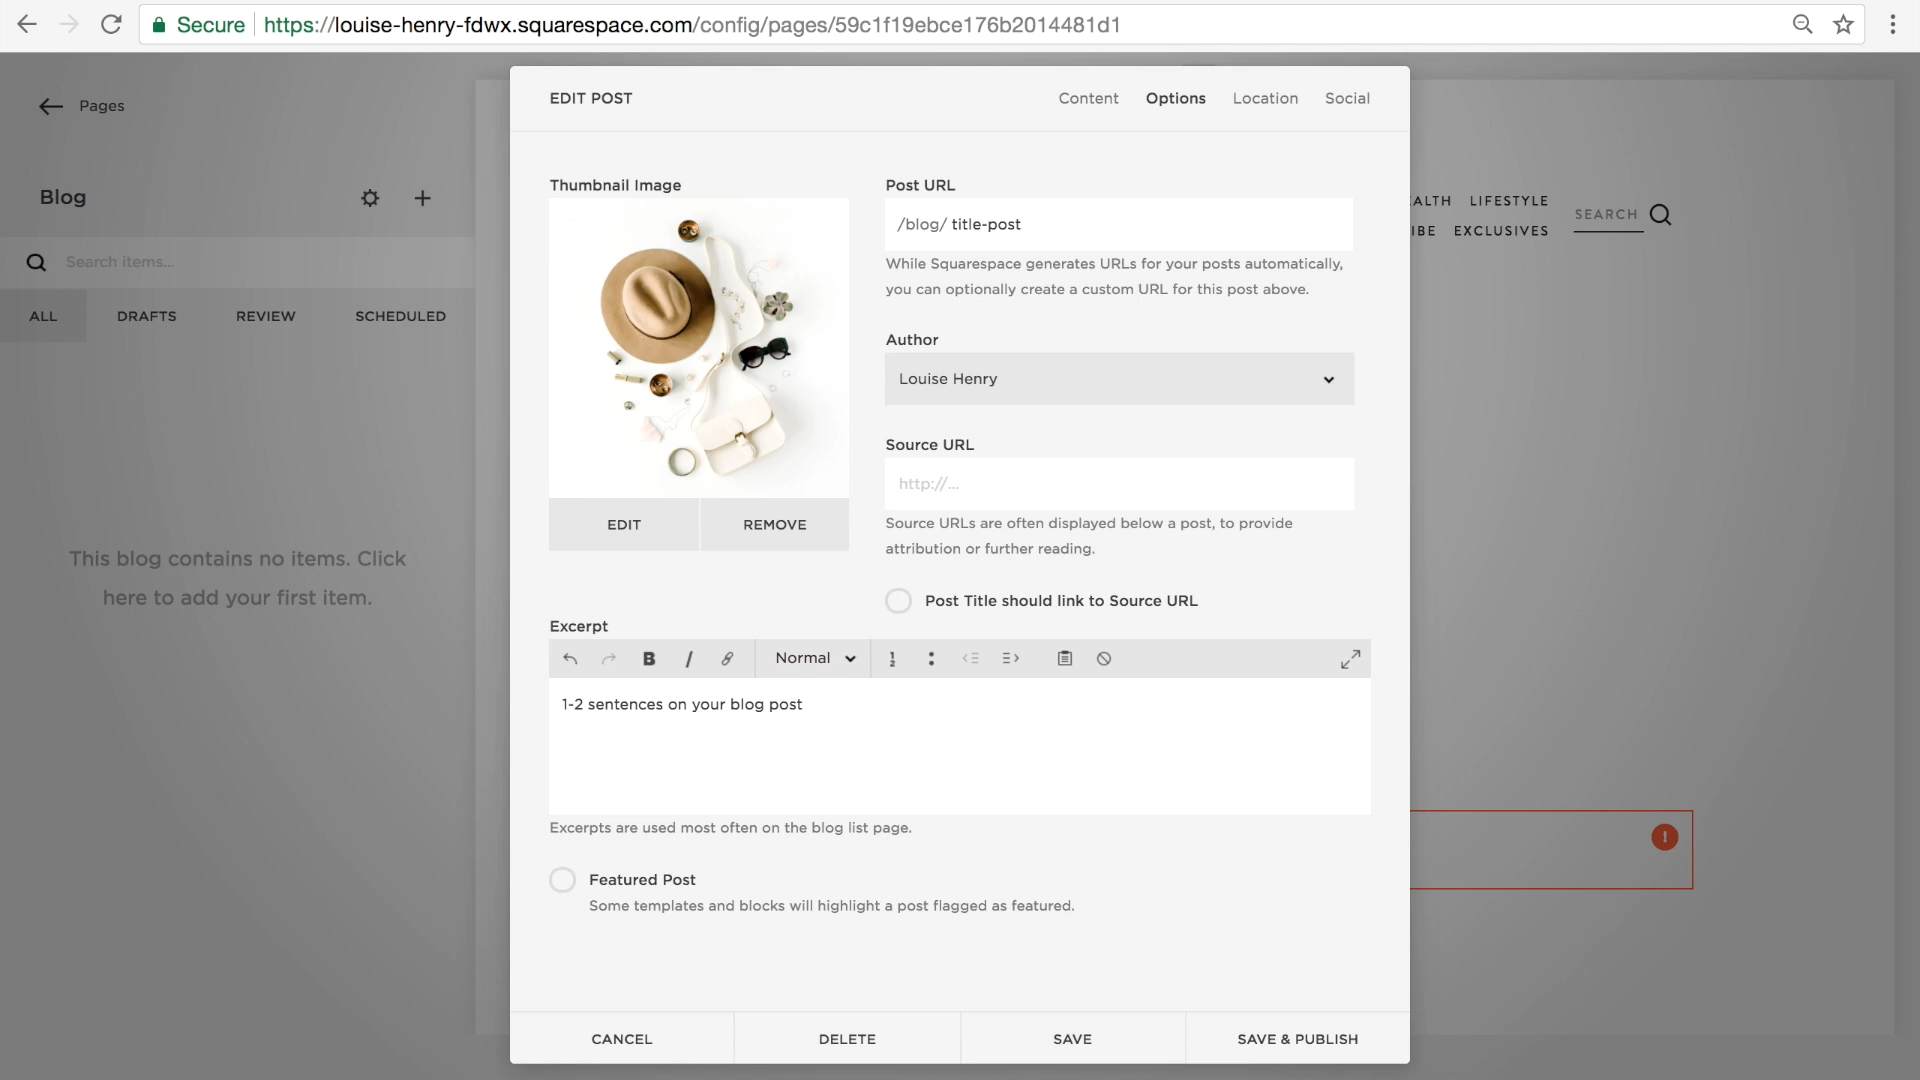 Secure https://louise-henry-fdwx.squarespace.com/config/pages/59c1f19ebce176b2014481d1
Pages
Blog
Search items...
ALL DRAFTS REVIEW SCHEDULED
This blog contains no items. Click
here to add your first item.
EDIT POST
Content Options Location Social
Thumbnail Image
EDIT REMOVE
Post URL
/blog/ title-post
While Squarespace generates URLs for your posts automatically,
you can optionally create a custom URL for this post above.
Author
Louise Henry
Source URL
http://...
Source URLs are often displayed below a post, to provide
attribution or further reading.
Post Title should link to Source URL
Excerpt
Normal
1-2 sentences on your blog post
Excerpts are used most often on the blog list page.
Featured Post
Some templates and blocks will highlight a post flagged as featured.
CANCEL DELETE SAVE SAVE & PUBLISH
LIFESTYLE
EXCLUSIVES
SEARCH